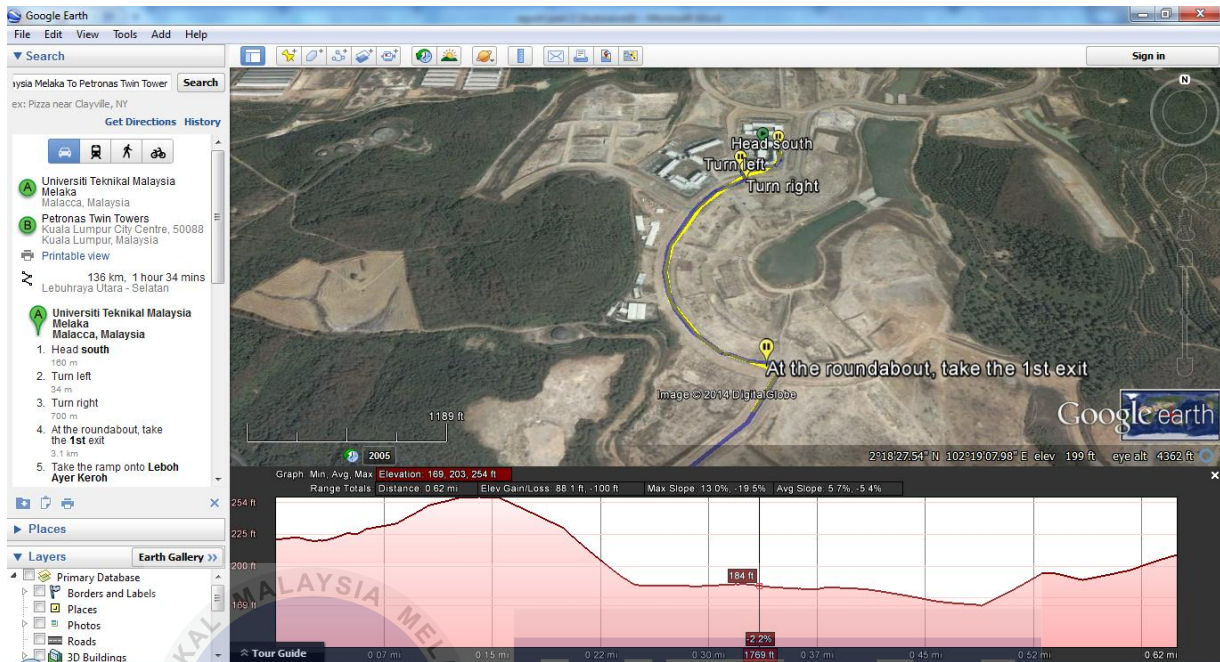 Google Earth
File Edit View Tools Add Help
▼ Search
aysia Melaka To Petronas Twin Tower
Search
ex: Pizza near Clayville, NY
Get Directions History
A
Universiti Teknikal Malaysia
Melaka
Malacca, Malaysia
B
Petronas Twin Towers
Kuala Lumpur City Centre, 50088
Kuala Lumpur, Malaysia
Printable view
136 km, 1 hour 34 mins
Lebuhraya Utara - Selatan
A
Universiti Teknikal Malaysia
Melaka
Malacca, Malaysia
1. Head south
160 m
2. Turn left
34 m
3. Turn right
700 m
4. At the roundabout, take
the 1st exit
3.1 km
5. Take the ramp onto Leboh
Ayer Keroh
Places
Layers
Earth Gallery >>
Primary Database
Borders and Labels
Places
Photos
Roads
3D Buildings
Sign in
N
Head south
Turn left
Turn right
At the roundabout, take the 1st exit
Image © 2014 DigitalGlobe
Google earth
1189 ft
2005
2°18'27.54" N 102°19'07.98" E elev 199 ft eye alt 4362 ft
Graph: Min, Avg, Max Elevation: 169, 203, 254 ft
Range Totals: Distance: 0.62 mi Elev Gain/Loss: 88.1 ft, -100 ft Max Slope: 13.0%, -19.5% Avg Slope: 5.7%, -5.4%
254 ft
225 ft
200 ft
169 ft
184 ft
-2.2%
Tour Guide
0.07 mi 0.15 mi 0.22 mi 0.30 mi 1769 ft 0.37 mi 0.45 mi 0.52 mi 0.62 mi
MALAYSIA MEL
KAL